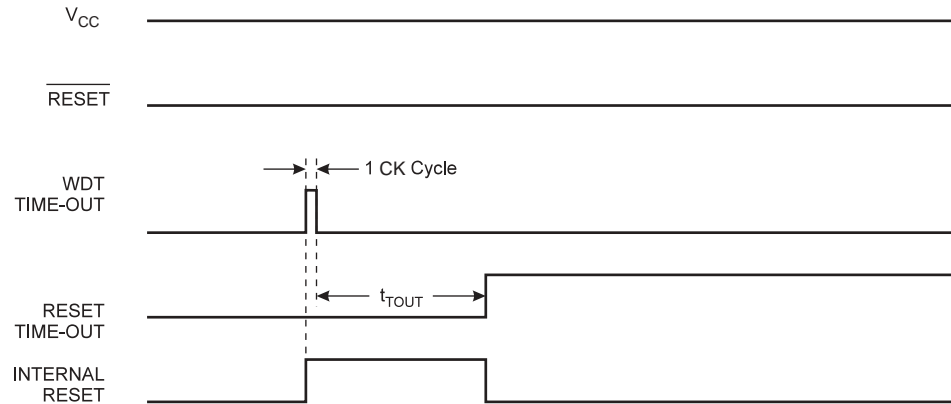 VCC
RESET
1 CK Cycle
WDT
TIME-OUT
tTOUT
RESET
TIME-OUT
INTERNAL
RESET